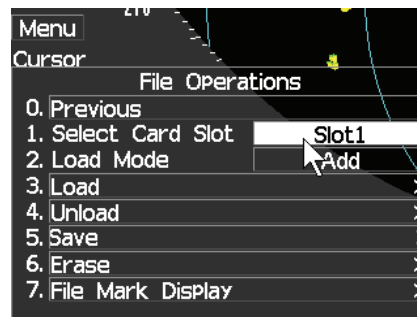 Menu
Cursor
File Operations
0. Previous
1. Select Card Slot Slot1
2. Load Mode Add
3. Load
4. Unload
5. Save
6. Erase
7. File Mark Display